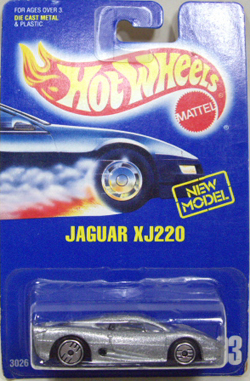 FOR AGES OVER 3
DIE CAST METAL
& PLASTIC
Hot Wheels
MATTEL
NEW
MODEL
JAGUAR XJ220
3026
3